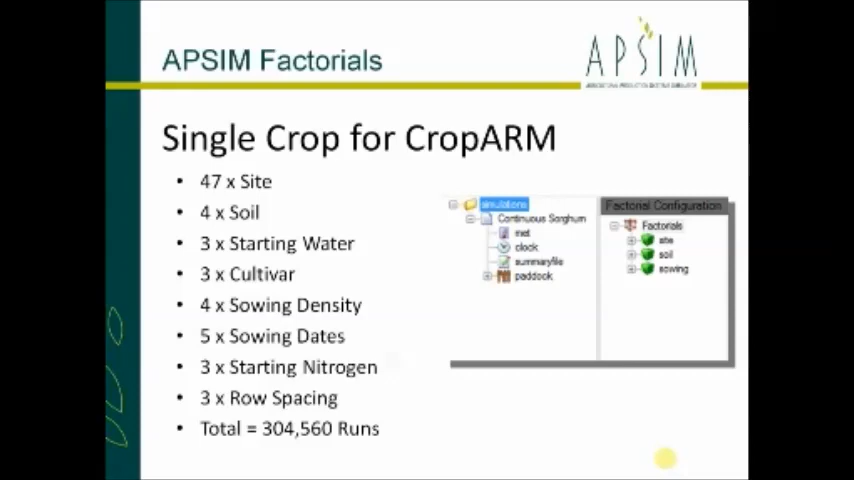 APSIM Factorials
APSIM
Single Crop for CropARM
• 47 x Site
• 4 x Soil
• 3 x Starting Water
• 3 x Cultivar
• 4 x Sowing Density
• 5 x Sowing Dates
• 3 x Starting Nitrogen
• 3 x Row Spacing
• Total = 304,560 Runs
simulations
Continuous Sorghum
met
clock
summaryfile
paddock
Factorial Configuration
Factorials
site
soil
sowing